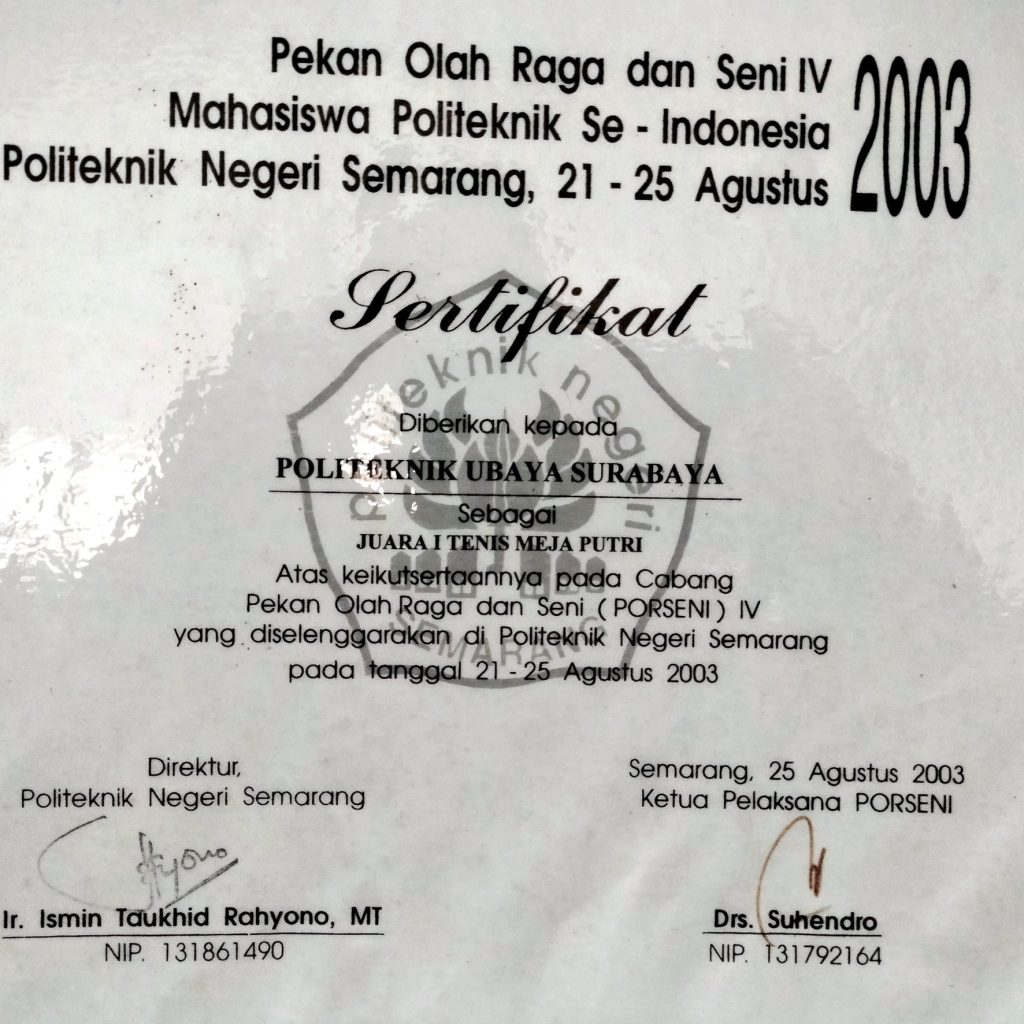 Pekan Olah Raga dan Seni IV
Mahasiswa Politeknik Se - Indonesia
Politeknik Negeri Semarang, 21 - 25 Agustus
2003
Sertifikat
politeknik negeri
Diberikan kepada
POLITEKNIK UBAYA SURABAYA
Sebagai
JUARA I TENIS MEJA PUTRI
Atas keikutsertaannya pada Cabang
Pekan Olah Raga dan Seni ( PORSENI ) IV
yang diselenggarakan di Politeknik Negeri Semarang
SEMARANG
pada tanggal 21 - 25 Agustus 2003
Direktur,
Politeknik Negeri Semarang
Ir. Ismin Taukhid Rahyono, MT
NIP. 131861490
Semarang, 25 Agustus 2003
Ketua Pelaksana PORSENI
Drs. Suhendro
NIP. 131792164